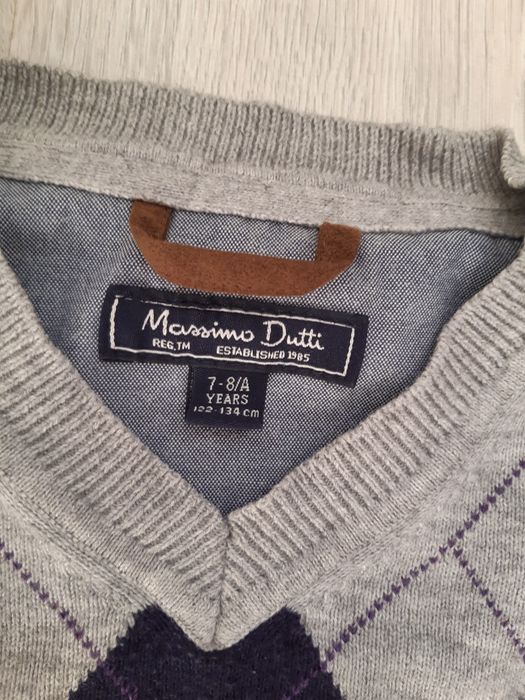 Massimo Dutti
REG.TM ESTABLISHED 1985
7-8/A
YEARS
122-134 cm